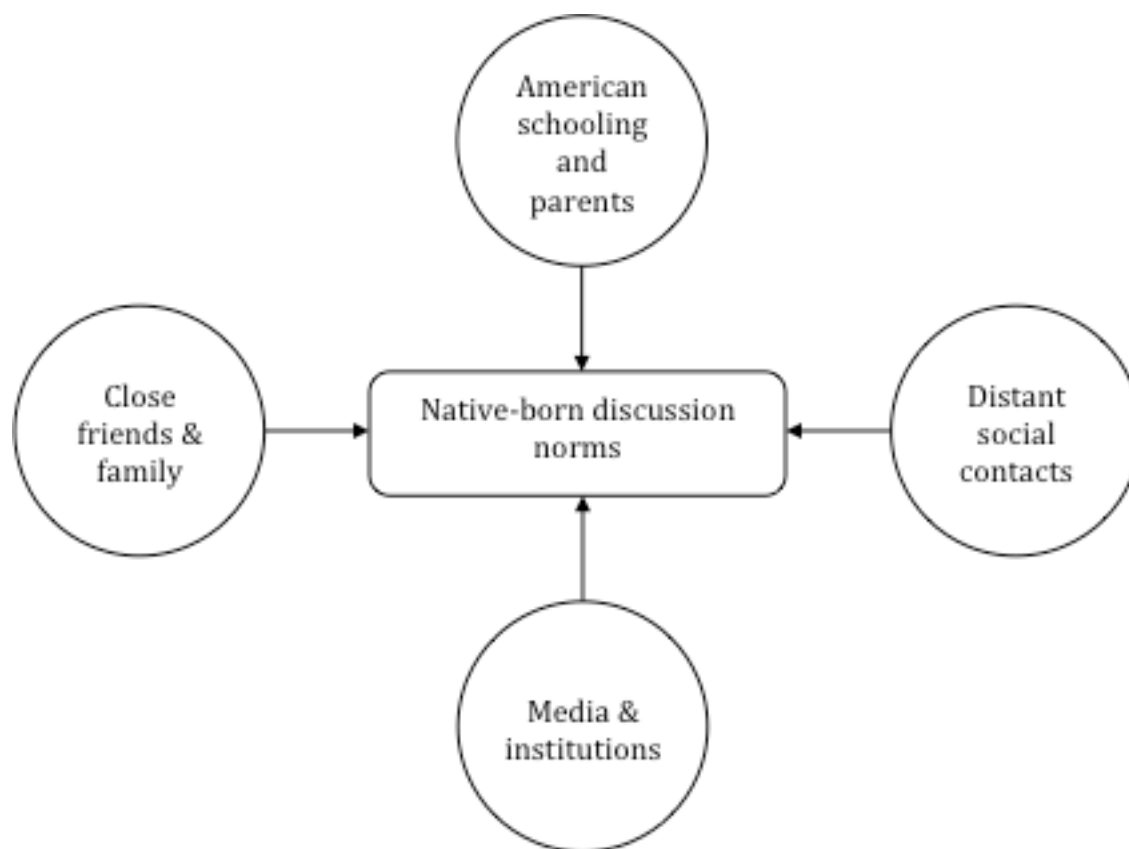 American
schooling
and
parents
Close
friends &
family
Native-born discussion
norms
Distant
social
contacts
Media &
institutions